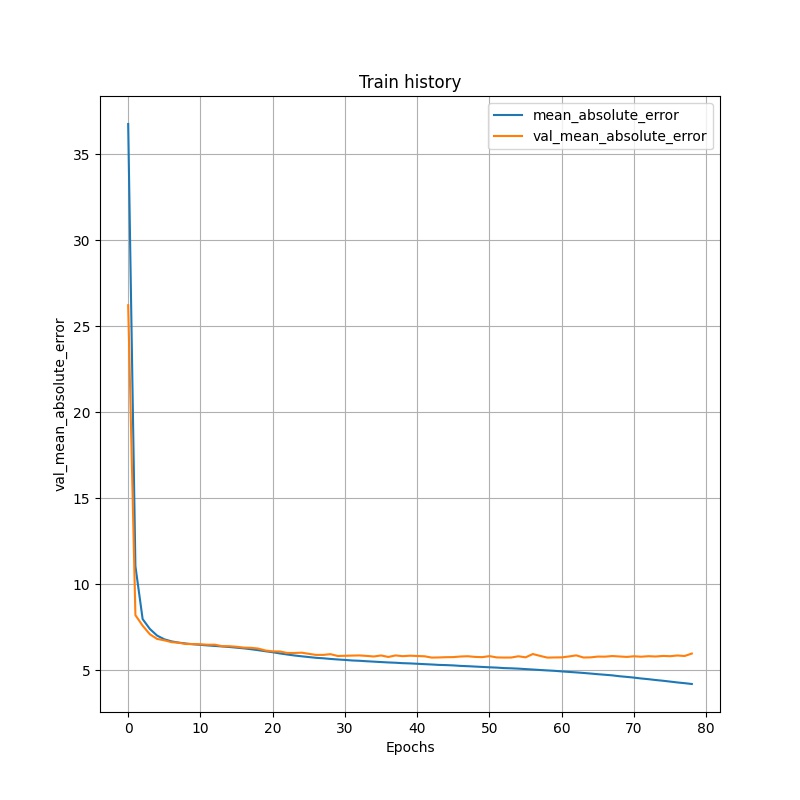 Train history
mean_absolute_error
val_mean_absolute_error
val_mean_absolute_error
35
30
25
20
15
10
5
0 10 20 30 40 50 60 70 80
Epochs